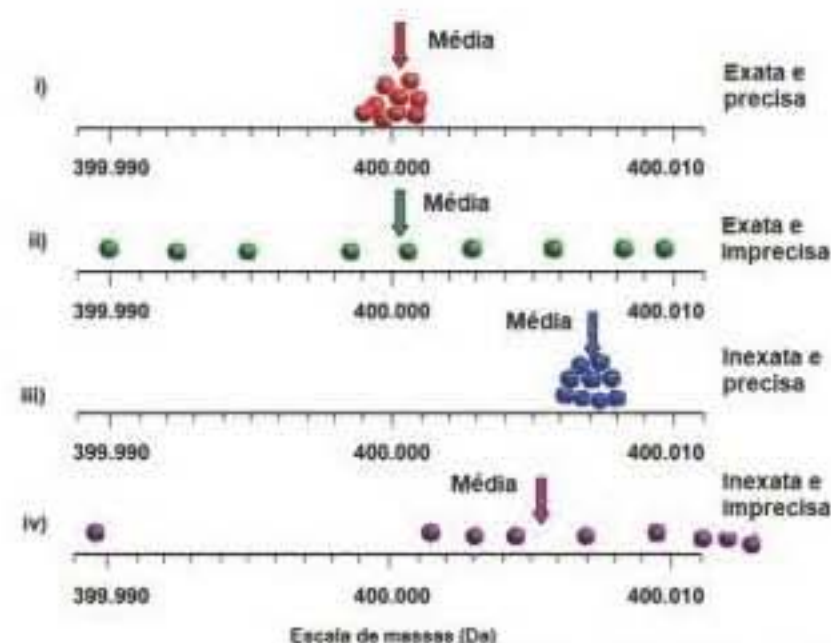 Média
i)
Exata e
precisa
399.990 400.000 400.010
Média
ii)
Exata e
imprecisa
399.990 400.000 400.010
Média
iii)
Inexata e
precisa
399.990 400.000 400.010
Média
iv)
Inexata e
imprecisa
399.990 400.000 400.010
Escala de massas (Da)